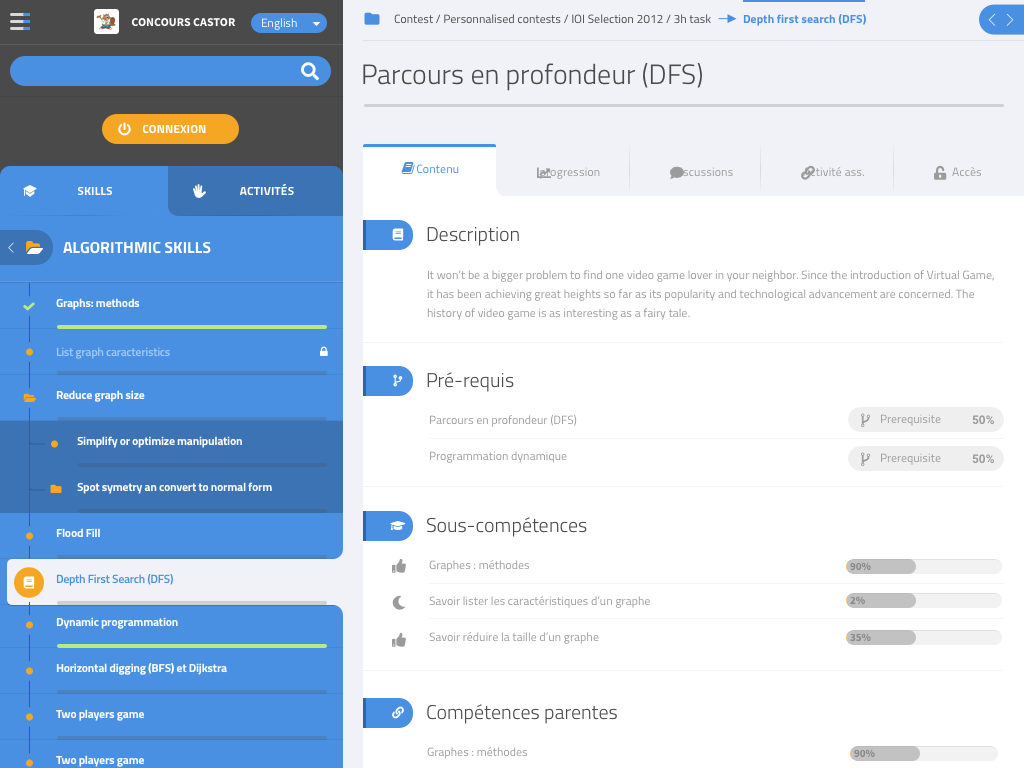 CONCOURS CASTOR
English
CONNEXION
SKILLS
ACTIVITÉS
ALGORITHMIC SKILLS
Graphs: methods
List graph caracteristics
Reduce graph size
Simplify or optimize manipulation
Spot symetry an convert to normal form
Flood Fill
Depth First Search (DFS)
Dynamic programmation
Horizontal digging (BFS) et Dijkstra
Two players game
Two players game
Contest / Personnalised contests / IOI Selection 2012 / 3h task
Depth first search (DFS)
Parcours en profondeur (DFS)
Contenu
ogression
scussions
tivité ass.
Accès
Description
It won't be a bigger problem to find one video game lover in your neighbor. Since the introduction of Virtual Game,
it has been achieving great heights so far as its popularity and technological advancement are concerned. The
history of video game is as interesting as a fairy tale.
Pré-requis
Parcours en profondeur (DFS)
Prerequisite 50%
Programmation dynamique
Prerequisite 50%
Sous-compétences
Graphes : méthodes
90%
Savoir lister les caractéristiques d'un graphe
2%
Savoir réduire la taille d'un graphe
35%
Compétences parentes
Graphes : méthodes
90%